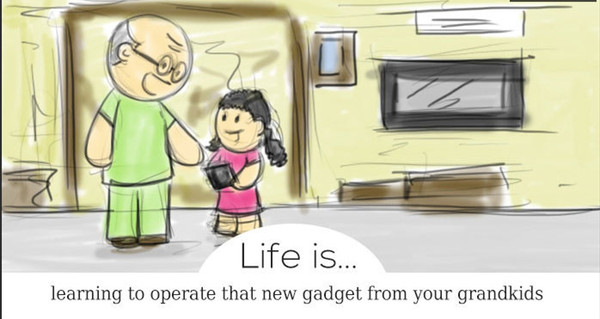 Life is...
learning to operate that new gadget from your grandkids